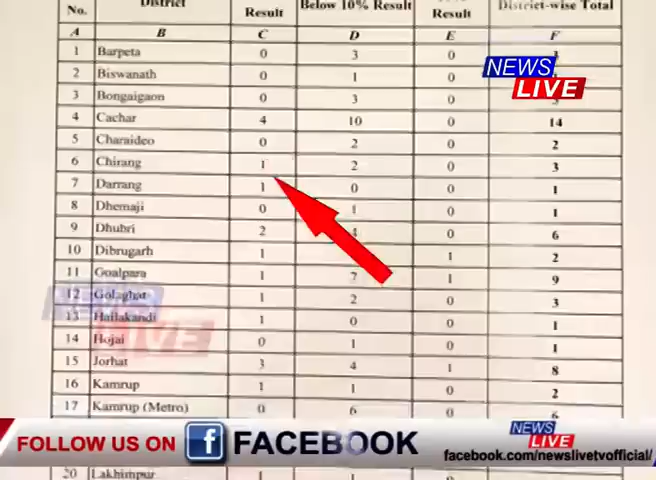 No. District Result Below 10% Result Result District-wise Total
A B C D E F
1 Barpeta 0 3 0
2 Biswanath 0 1 0
NEWS
LIVE
3 Bongaigaon 0 3 0
4 Cachar 4 10 0 14
5 Charaideo 0 2 0 2
6 Chirang 1 2 0 3
7 Darrang 1 0 0 1
8 Dhemaji 0 1 0 1
9 Dhubri 2 4 0 6
10 Dibrugarh 1 1 2
11 Goalpara 1 7 1 9
12 Golaghat 1 2 0 3
NEWS
LIVE
13 Hailakandi 1 0 0 1
14 Hojai 0 1 0 1
15 Jorhat 3 4 1 8
16 Kamrup 1 1 0 2
17 Kamrup (Metro) 0 6 0 6
FOLLOW US ON f FACEBOOK
NEWS
LIVE
facebook.com/newslivetvofficial/
20 Lakhimpur